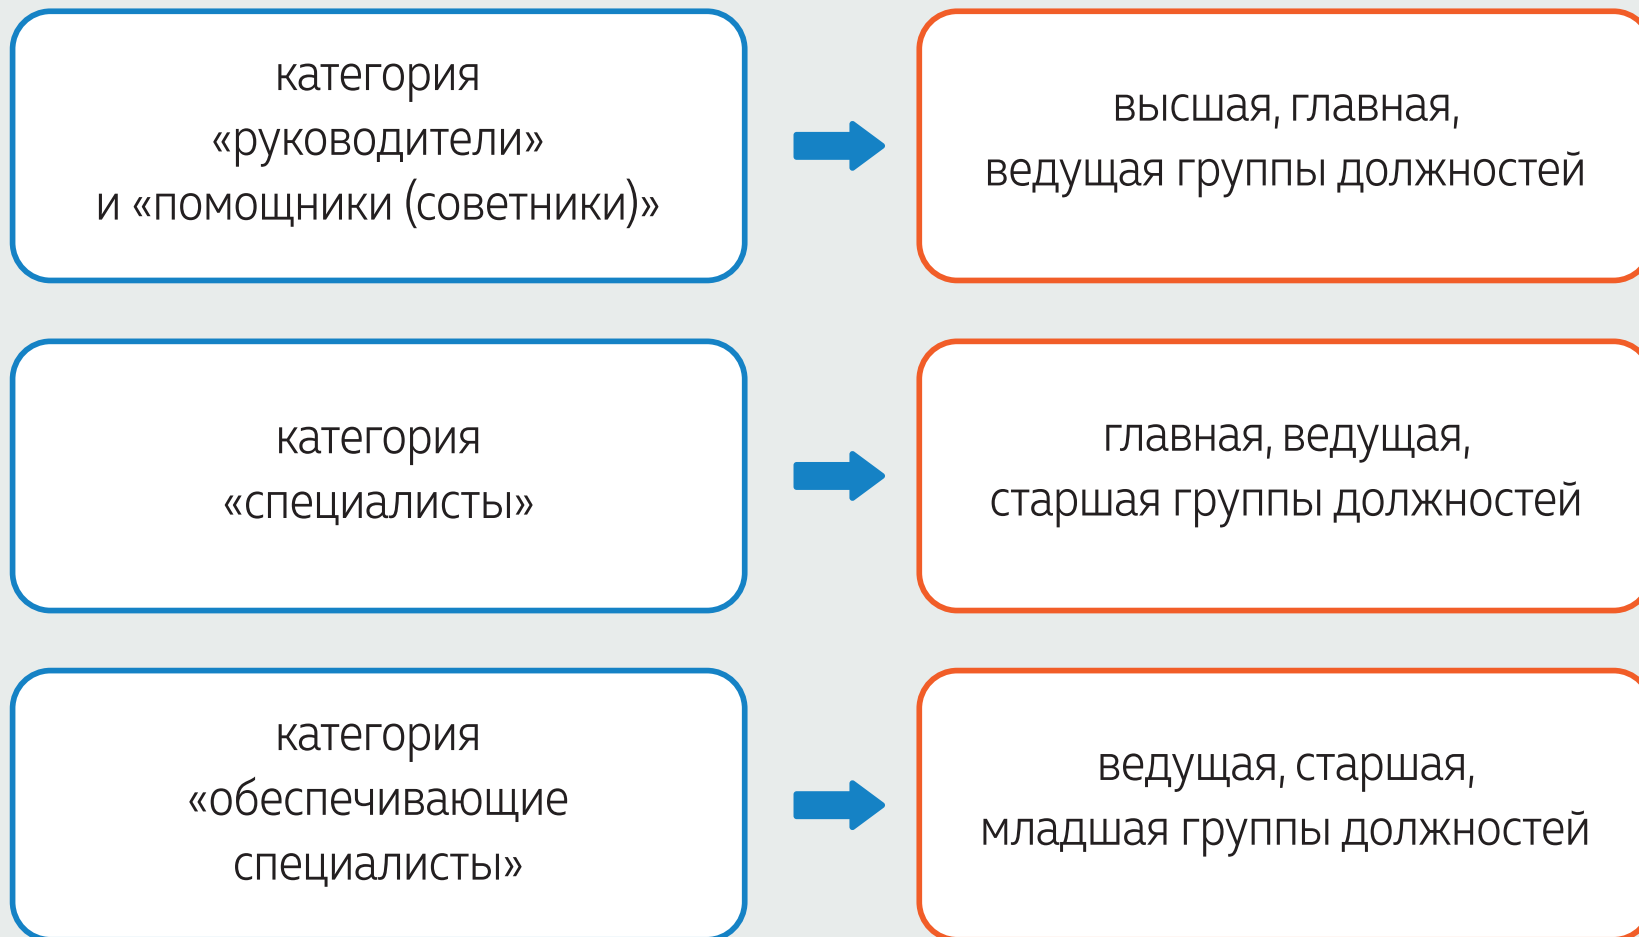 категория
«руководители»
и «помощники (советники)»
высшая, главная,
ведущая группы должностей
категория
«специалисты»
главная, ведущая,
старшая группы должностей
категория
«обеспечивающие
специалисты»
ведущая, старшая,
младшая группы должностей